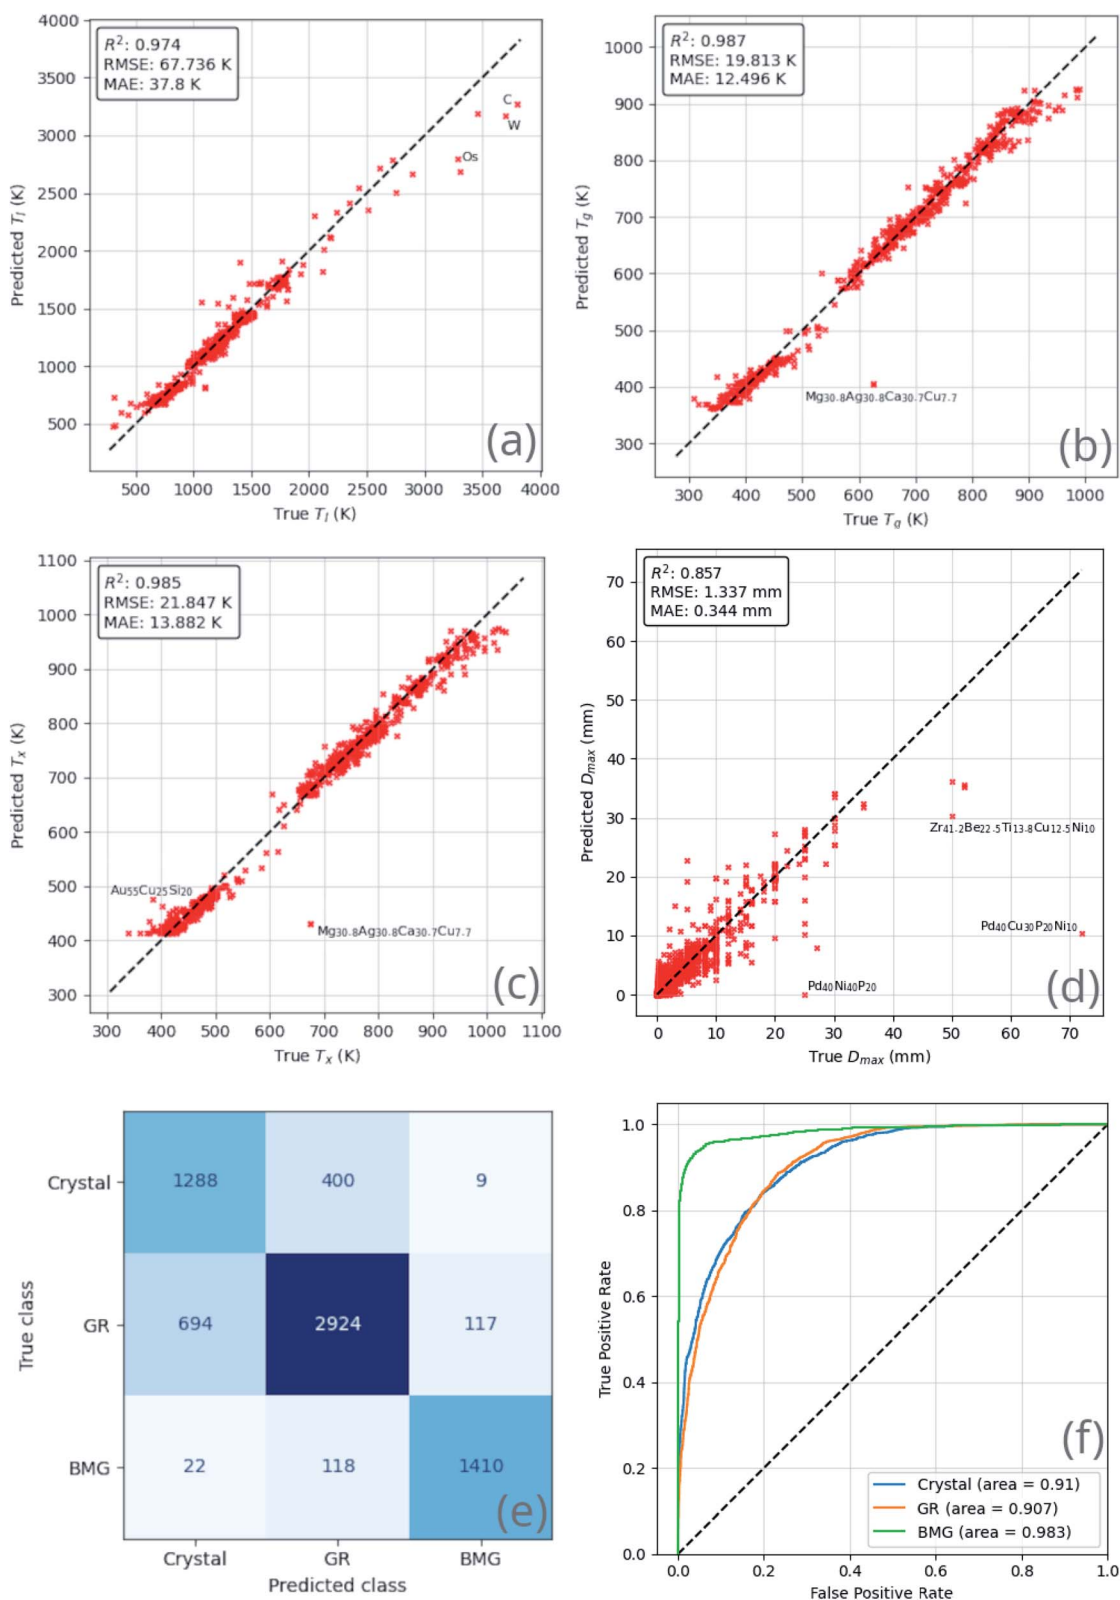 R²: 0.974
RMSE: 67.736 K
MAE: 37.8 K
4000
3500
3000
2500
2000
1500
1000
500
Predicted Tₗ (K)
C
W
Os
(a)
500 1000 1500 2000 2500 3000 3500 4000
True Tₗ (K)
R²: 0.987
RMSE: 19.813 K
MAE: 12.496 K
1000
900
800
700
600
500
400
300
Predicted T_g (K)
Mg30.8Ag30.8Ca30.7Cu7.7
(b)
300 400 500 600 700 800 900 1000
True T_g (K)
R²: 0.985
RMSE: 21.847 K
MAE: 13.882 K
1100
1000
900
800
700
600
500
400
300
Predicted Tₓ (K)
Au55Cu25Si20
Mg30.8Ag30.8Ca30.7Cu7.7
(c)
300 400 500 600 700 800 900 1000 1100
True Tₓ (K)
R²: 0.857
RMSE: 1.337 mm
MAE: 0.344 mm
70
60
50
40
30
20
10
0
Predicted D_max (mm)
Zr41.2Be22.5Ti13.8Cu12.5Ni10
Pd40Cu30P20Ni10
Pd40Ni40P20
(d)
0 10 20 30 40 50 60 70
True D_max (mm)
True class
Crystal 1288 400 9
GR 694 2924 117
BMG 22 118 1410
(e)
Crystal GR BMG
Predicted class
1.0
0.8
0.6
0.4
0.2
0.0
True Positive Rate
(f)
Crystal (area = 0.91)
GR (area = 0.907)
BMG (area = 0.983)
0.0 0.2 0.4 0.6 0.8 1.0
False Positive Rate